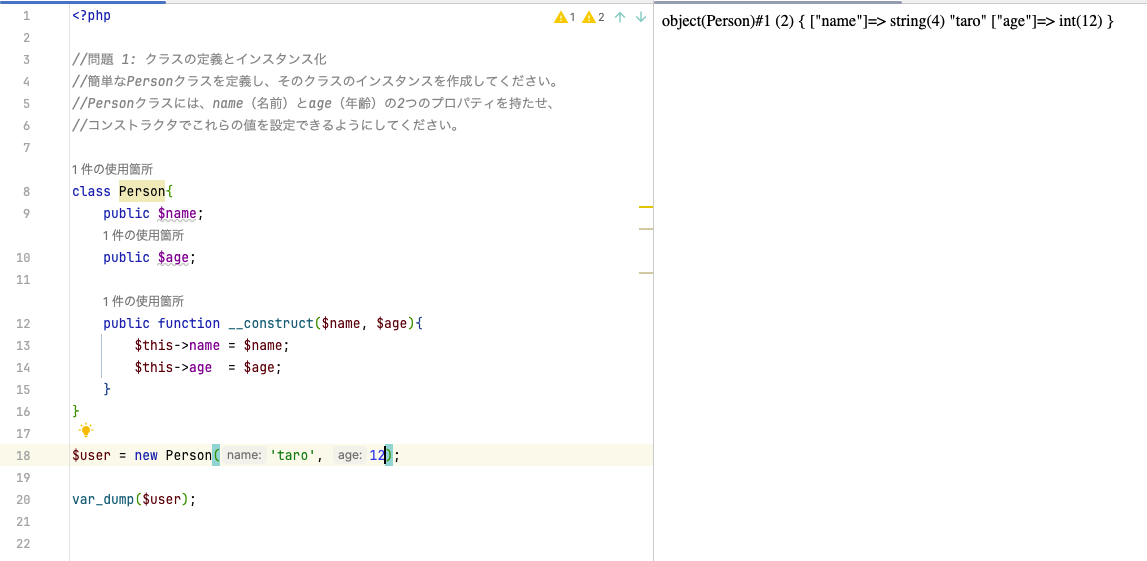 1 <?php
⚠1 ⚠2 ↑ ↓
2
3 //問題 1: クラスの定義とインスタンス化
4 //簡単なPersonクラスを定義し、そのクラスのインスタンスを作成してください。
5 //Personクラスには、name（名前）とage（年齢）の2つのプロパティを持たせ、
6 //コンストラクタでこれらの値を設定できるようにしてください。
7
1 件の使用箇所
8 class Person{
9     public $name;
1 件の使用箇所
10     public $age;
11
1 件の使用箇所
12     public function __construct($name, $age){
13         $this->name = $name;
14         $this->age  = $age;
15     }
16 }
17
18 $user = new Person( name: 'taro', age: 12);
19
20 var_dump($user);
21
22
object(Person)#1 (2) { ["name"]=> string(4) "taro" ["age"]=> int(12) }